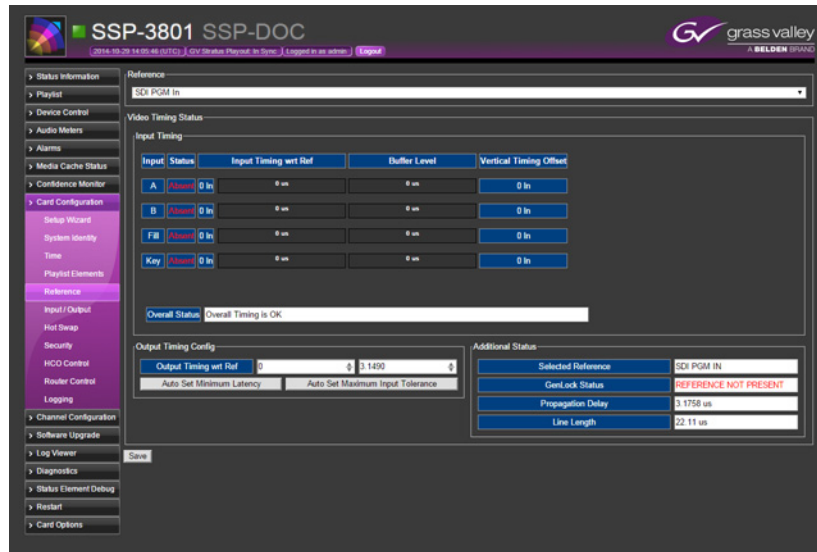 SSP-3801 SSP-DOC
2014-10-29 14:05:46 (UTC) GV Stratus Playout: In Sync Logged in as admin Logout
GV grass valley
A BELDEN BRAND
Status Information
Playlist
Device Control
Audio Meters
Alarms
Media Cache Status
Confidence Monitor
Card Configuration
Setup Wizard
System Identity
Time
Playlist Elements
Reference
Input / Output
Hot Swap
Security
HCO Control
Router Control
Logging
Channel Configuration
Software Upgrade
Log Viewer
Diagnostics
Status Element Debug
Restart
Card Options
Reference
SDI PGM In
Video Timing Status
Input Timing
Input Status Input Timing wrt Ref Buffer Level Vertical Timing Offset
A Absent 0 ln 0 us 0 us 0 ln
B Absent 0 ln 0 us 0 us 0 ln
Fill Absent 0 ln 0 us 0 us 0 ln
Key Absent 0 ln 0 us 0 us 0 ln
Overall Status Overall Timing is OK
Output Timing Config
Output Timing wrt Ref 0 3.1490
Auto Set Minimum Latency Auto Set Maximum Input Tolerance
Additional Status
Selected Reference SDI PGM IN
GenLock Status REFERENCE NOT PRESENT
Propagation Delay 3.1758 us
Line Length 22.11 us
Save